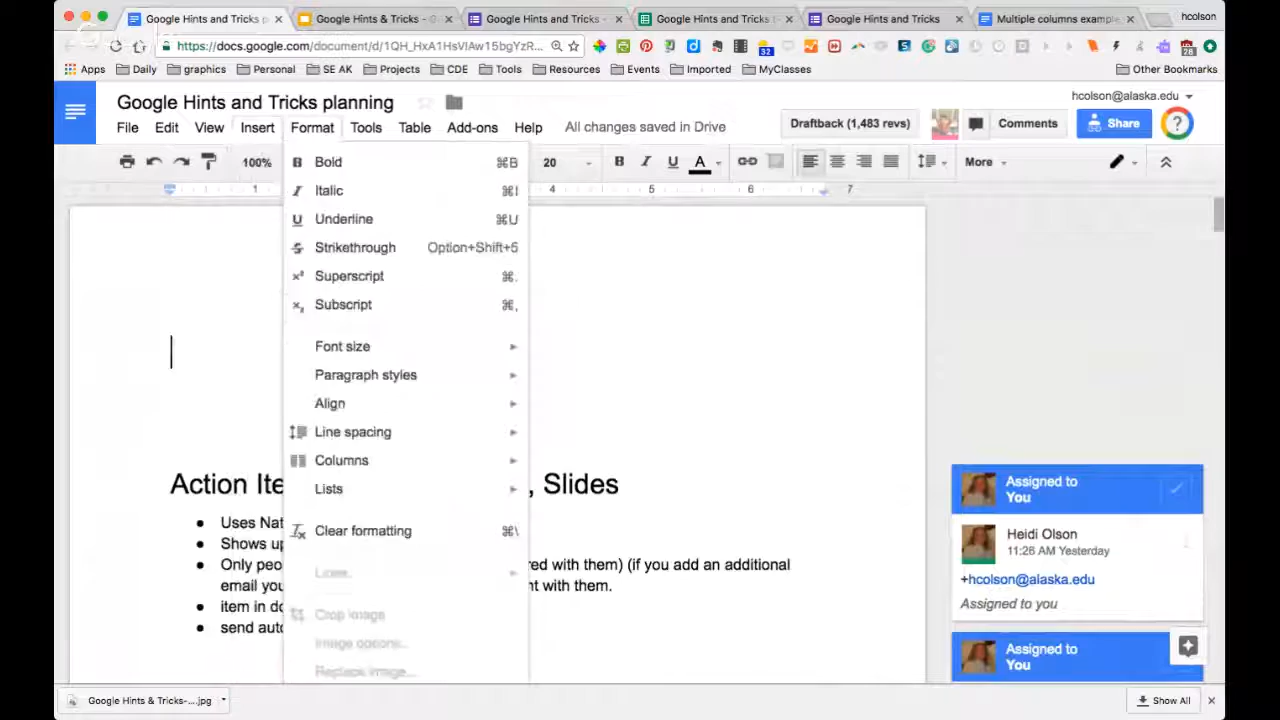 Google Hints and Tricks p
Google Hints & Tricks - G
Google Hints and Tricks -
Google Hints and Tricks -
Google Hints and Tricks
Multiple columns example
hcolson
https://docs.google.com/document/d/1QH_HxA1HsVlAw15bgYzR...
32
28
Apps
Daily
graphics
Personal
SE AK
Projects
CDE
Tools
Resources
Events
Imported
MyClasses
Other Bookmarks
Google Hints and Tricks planning
hcolson@alaska.edu
File Edit View Insert Format Tools Table Add-ons Help
All changes saved in Drive
Draftback (1,483 revs)
Comments
Share
?
100%
20
B I U A
More
1 4 5 6 7
Bold ⌘B
Italic ⌘I
Underline ⌘U
Strikethrough Option+Shift+5
Superscript ⌘.
Subscript ⌘,
Font size
Paragraph styles
Align
Line spacing
Columns
Lists
Clear formatting ⌘\
Crop image
Image options...
Replace image...
Action Ite
, Slides
Uses Nat
Shows up
Only peo
red with them) (if you add an additional
email you
nt with them.
item in do
send auto
Assigned to
You
Heidi Olson
11:26 AM Yesterday
+hcolson@alaska.edu
Assigned to you
Assigned to
You
Google Hints & Tricks-....jpg
Show All